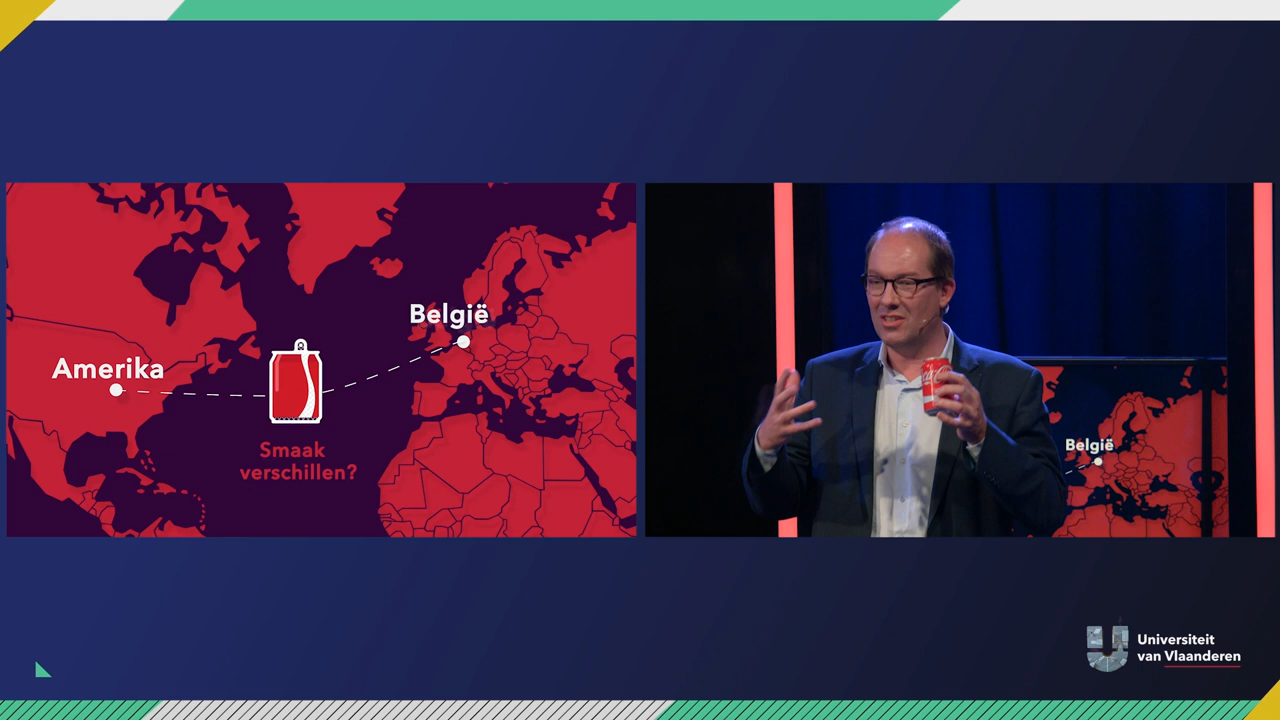 Amerika
België
Smaak
verschillen?
België
Universiteit
van Vlaanderen